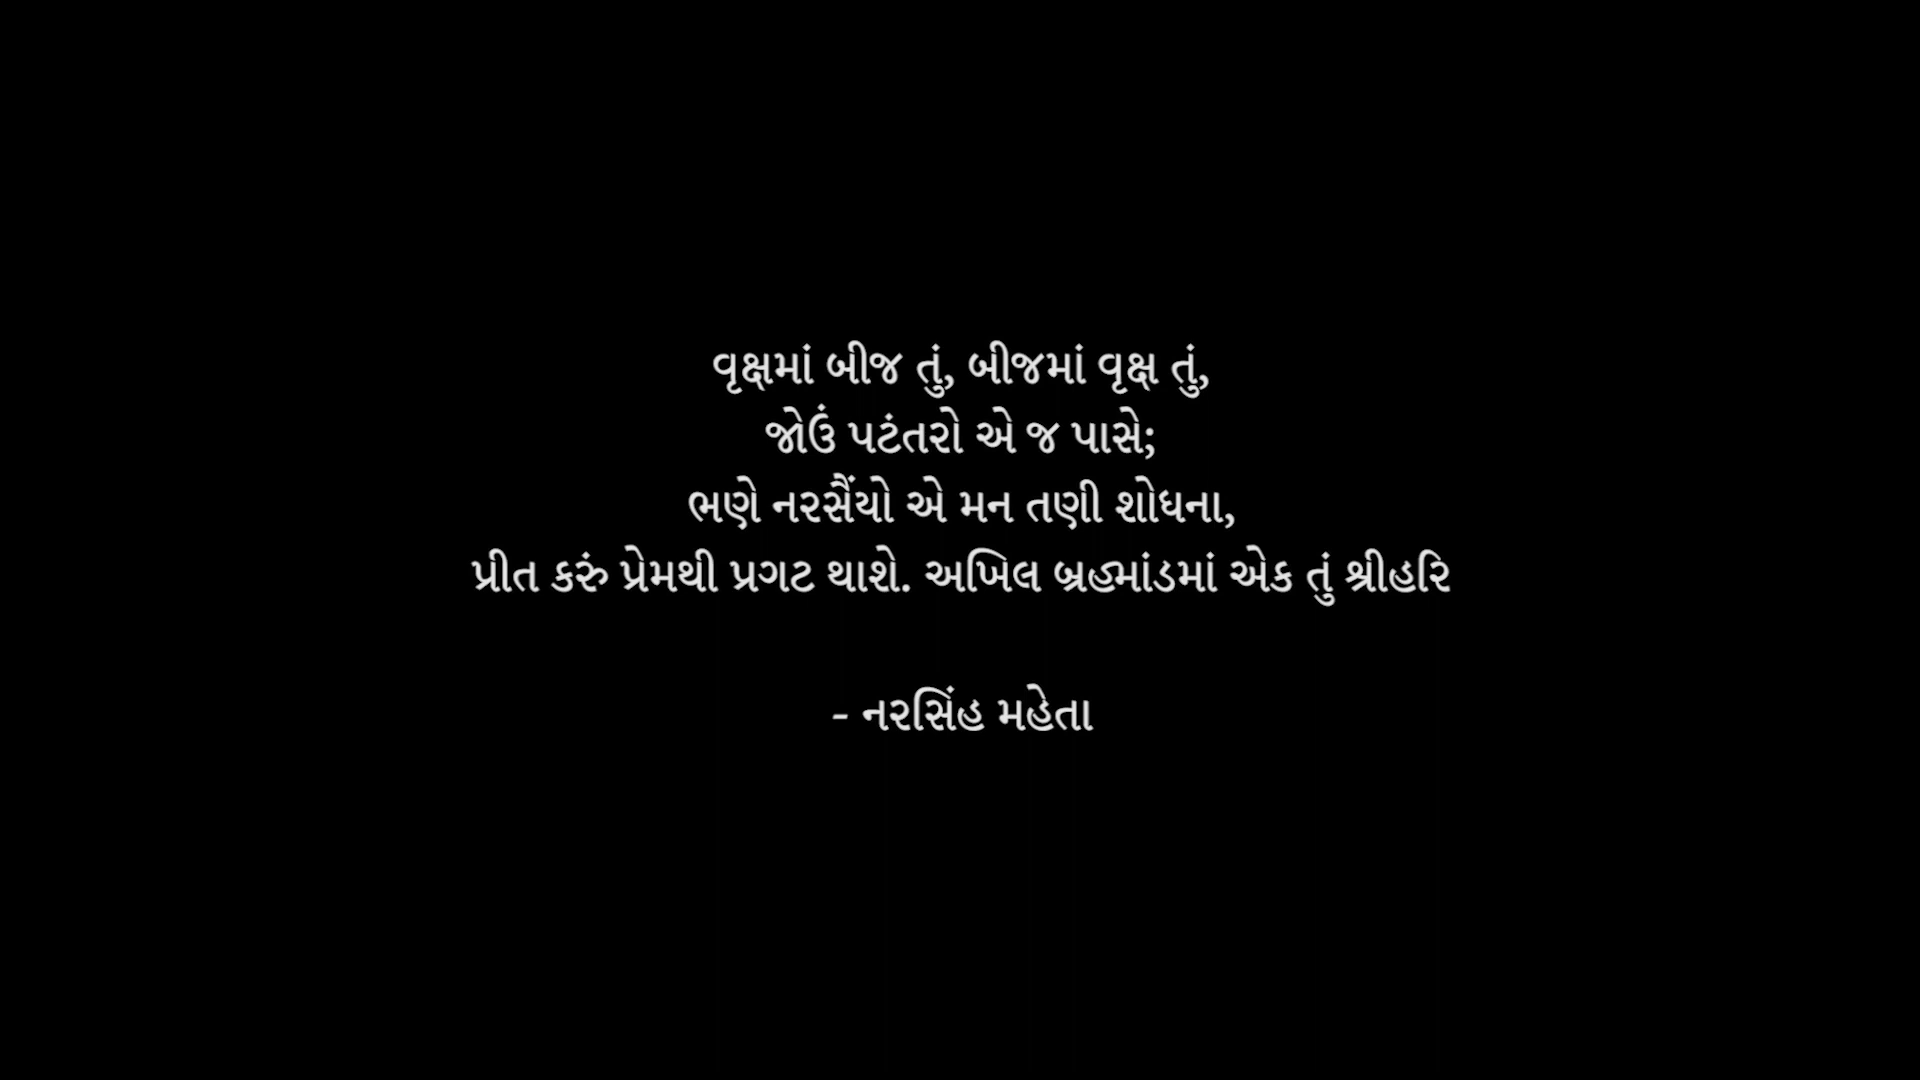 વૃક્ષમાં બીજ તું, બીજમાં વૃક્ષ તું,
જોઉં પટંતરો એ જ પાસે;
ભણે નરસૈંયો એ મન તણી શોધના,
પ્રીત કરું પ્રેમથી પ્રગટ થાશે. અખિલ બ્રહ્માંડમાં એક તું શ્રીહરિ
- નરસિંહ મહેતા